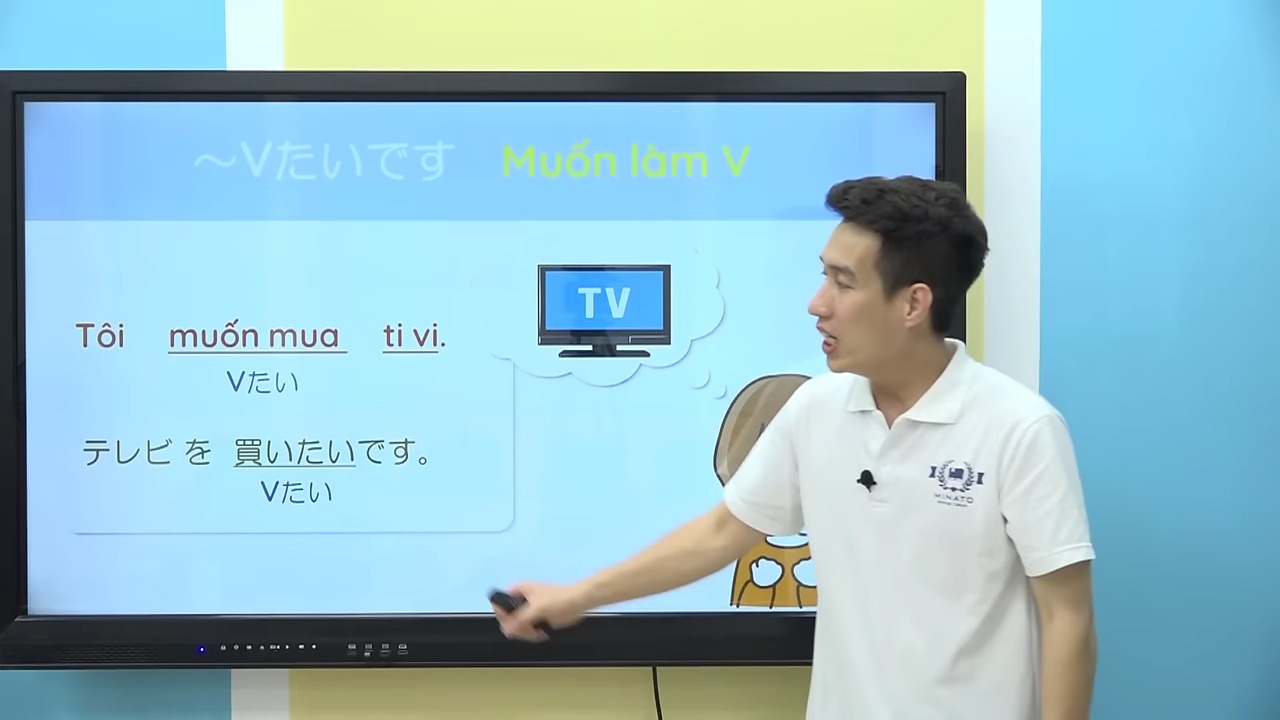 ～Vたいです Muốn làm V
TV
Tôi muốn mua ti vi.
Vたい
テレビ を 買いたいです。
Vたい
MINATO